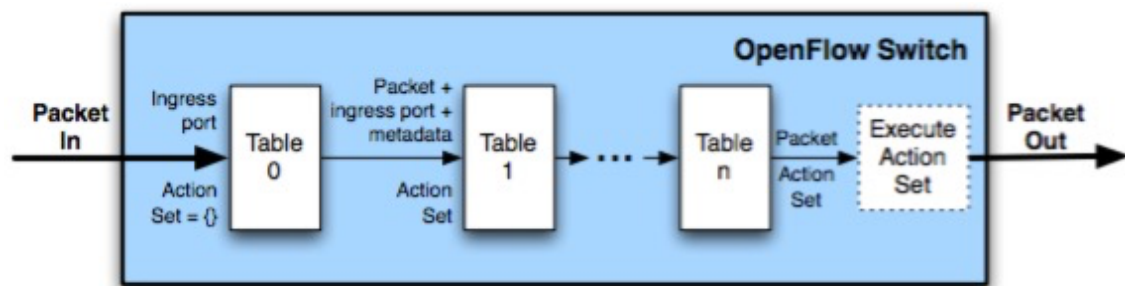 OpenFlow Switch
Packet
In
Ingress
port
Action
Set = {}
Table
0
Packet +
ingress port +
metadata
Action
Set
Table
1
...
Table
n
Packet
Action
Set
Execute
Action
Set
Packet
Out